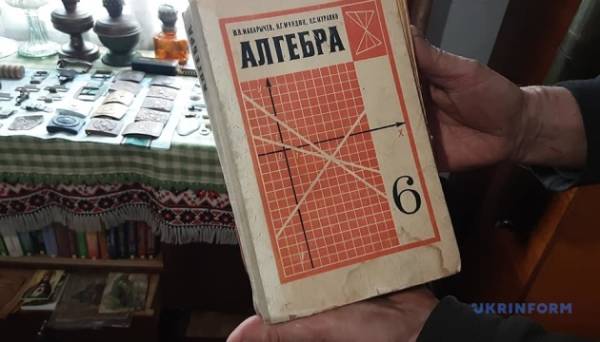 Ю.Н.МАКАРЫЧЕВ, Н.Г.МИНДЮК, К.С.МУРАВИН
АЛГЕБРА
X
6
UKRINFORM